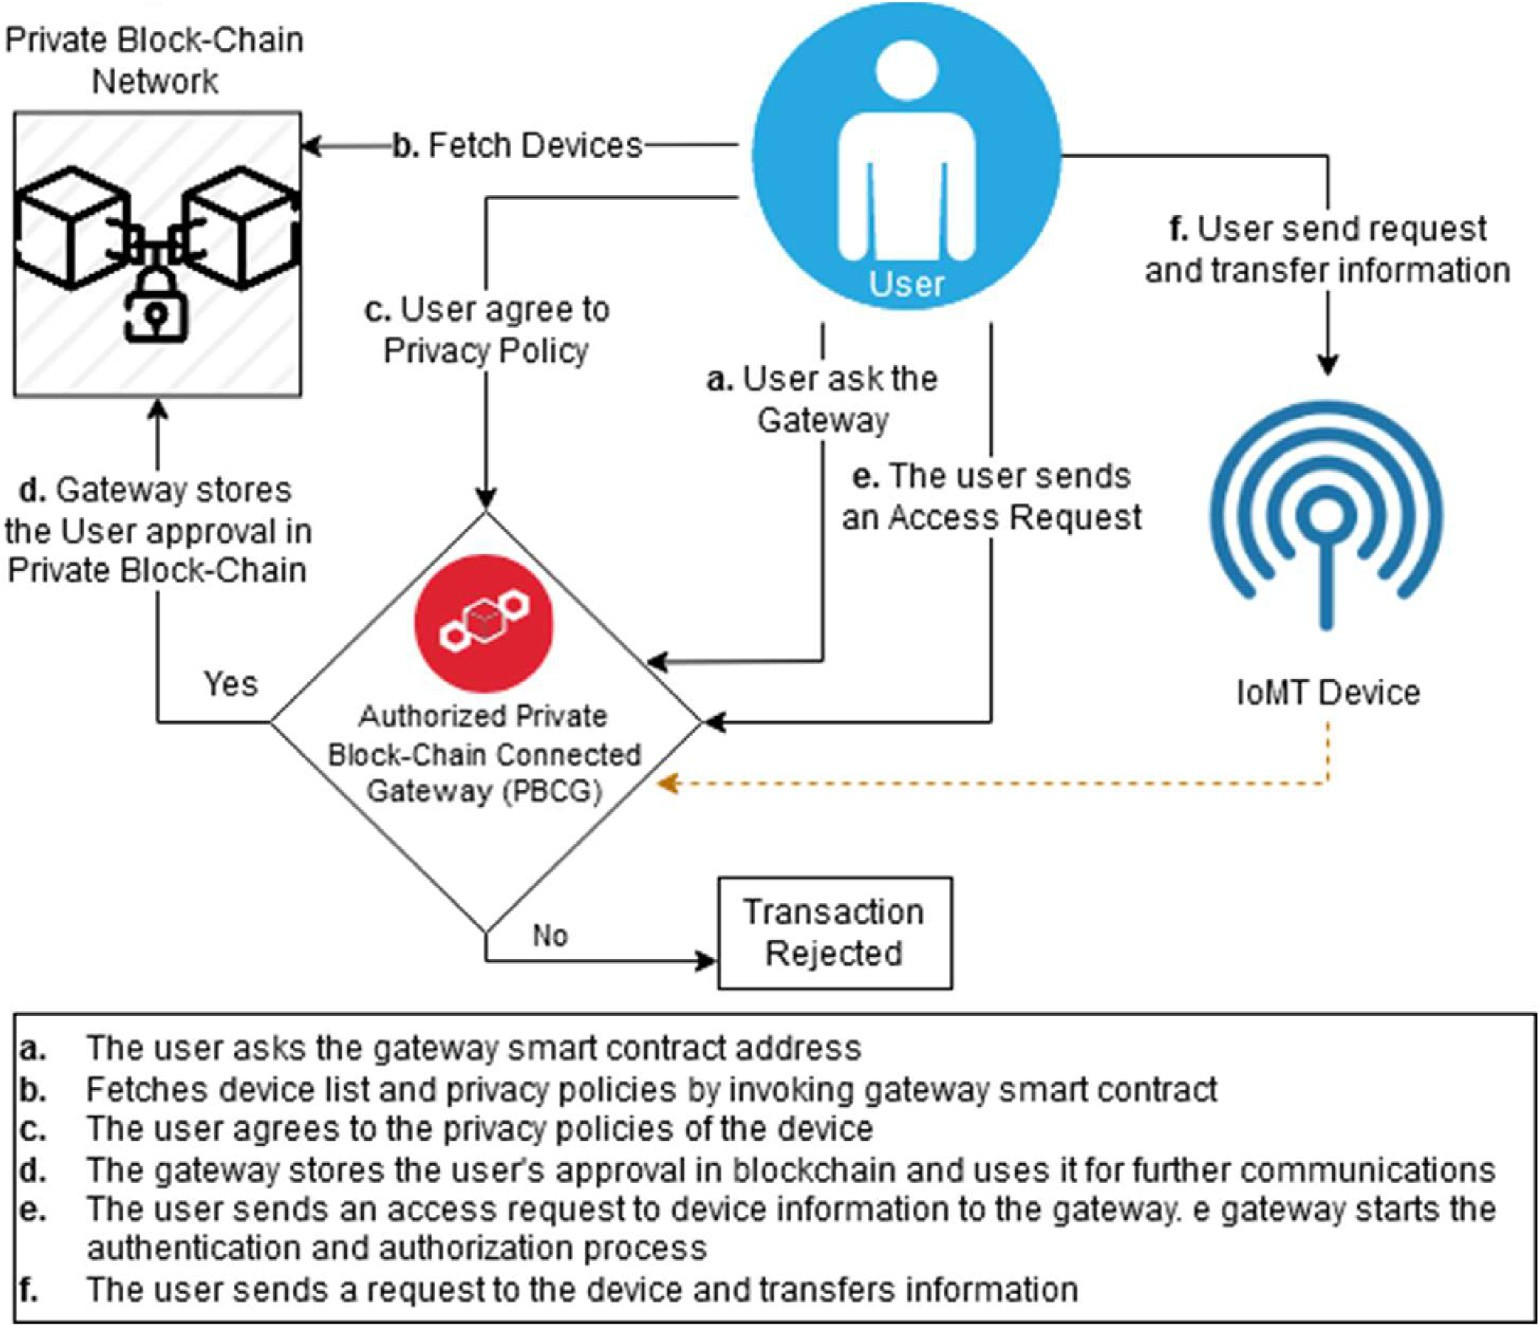 Private Block-Chain
Network
b. Fetch Devices
User
f. User send request
and transfer information
c. User agree to
Privacy Policy
a. User ask the
Gateway
e. The user sends
an Access Request
d. Gateway stores
the User approval in
Private Block-Chain
Yes
IoMT Device
Authorized Private
Block-Chain Connected
Gateway (PBCG)
No
Transaction
Rejected
a. The user asks the gateway smart contract address
b. Fetches device list and privacy policies by invoking gateway smart contract
c. The user agrees to the privacy policies of the device
d. The gateway stores the user's approval in blockchain and uses it for further communications
e. The user sends an access request to device information to the gateway. e gateway starts the
authentication and authorization process
f. The user sends a request to the device and transfers information